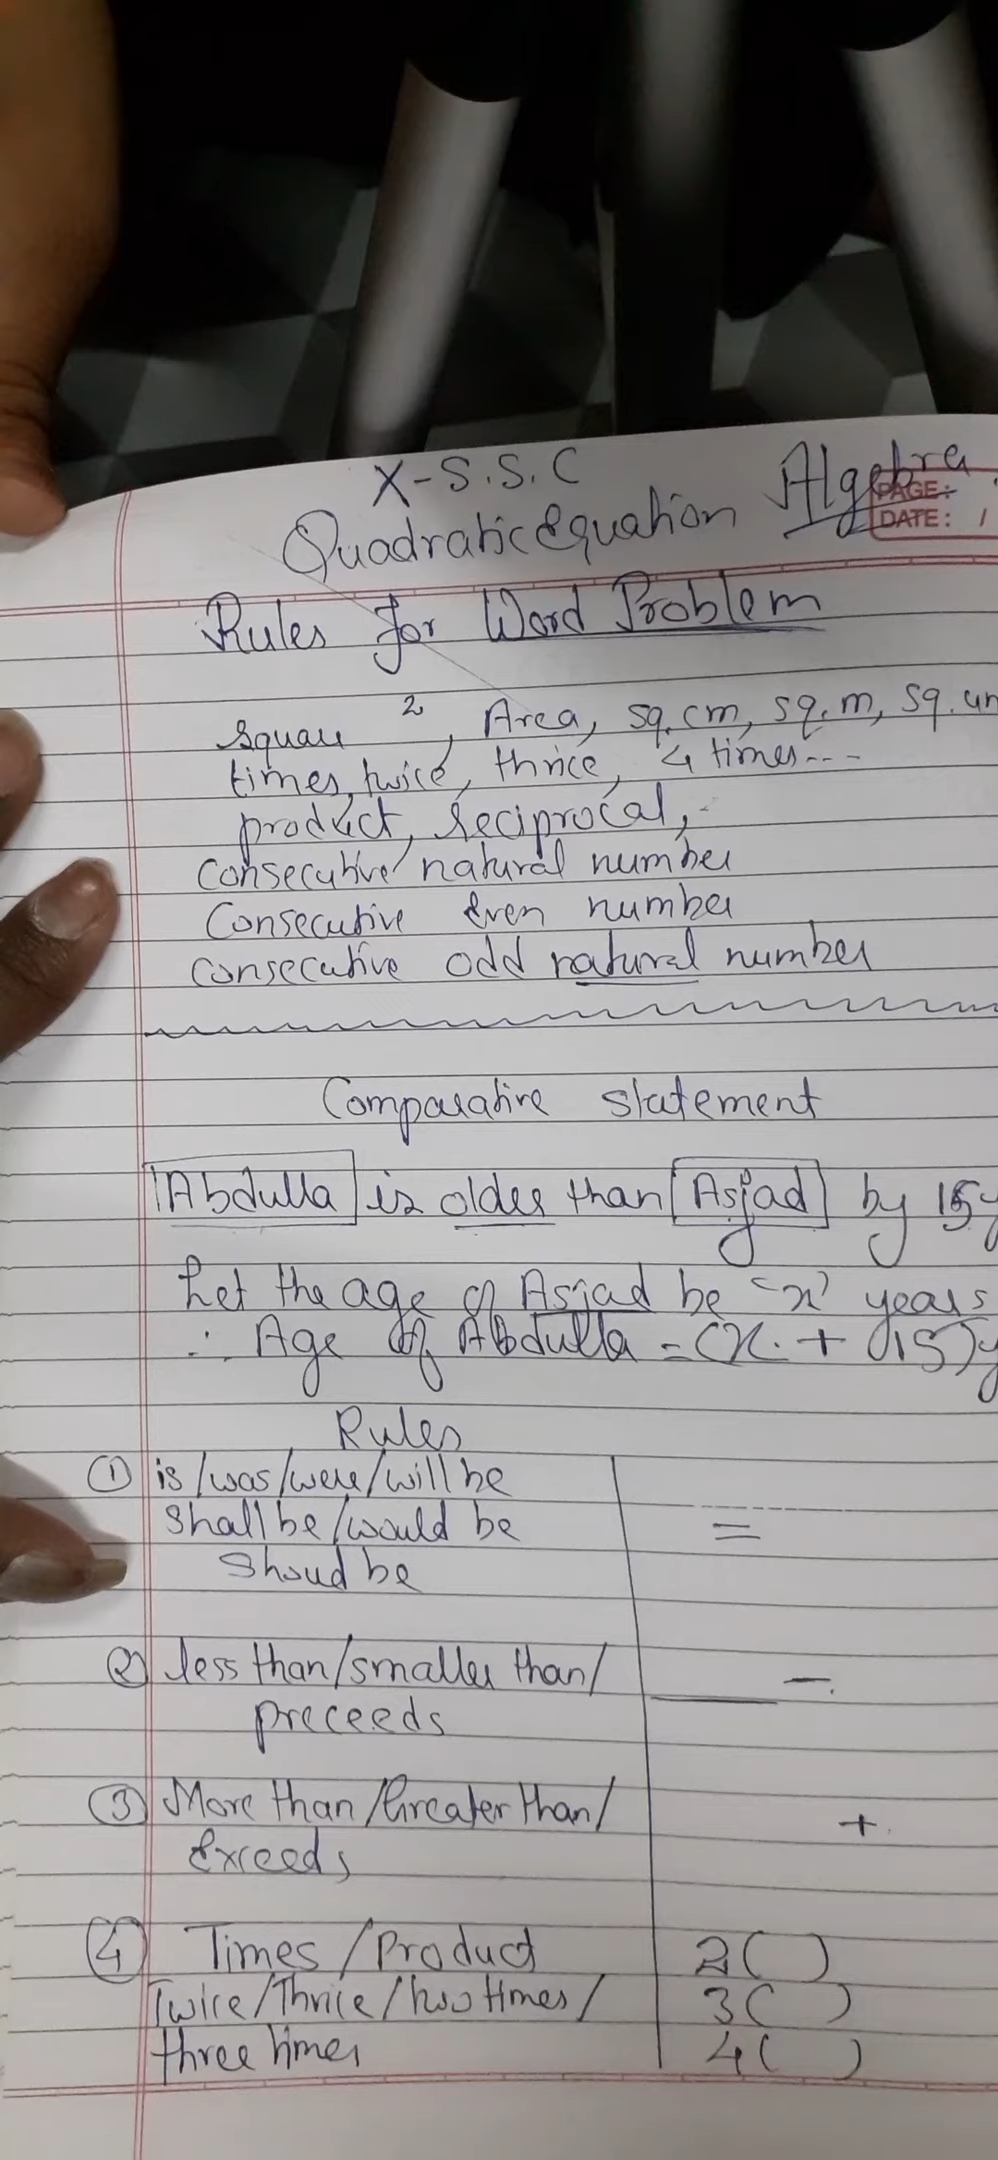 X-S.S.C
Algebra
PAGE:
DATE: /
Quadratic Equation
Rules for Word Problem
square ², Area, sq.cm, sq.m, sq.un
times, twice, thrice, 4 times---
product, reciprocal,
consecutive natural number
Consecutive even number
consecutive odd natural number
Comparative statement
Abdulla is older than Asjad by 15y
Let the age of Asjad be 'x' years
∴ Age of Abdulla = (x + 15)y
Rules
① is/was/were/will be
shall be/would be =
Shoud be
② less than/smaller than/ −
preceeds
③ More than/Greater than/ +
Exceeds
④ Times/Product 2( )
Twice/Thrice/two times/ 3( )
three times 4( )